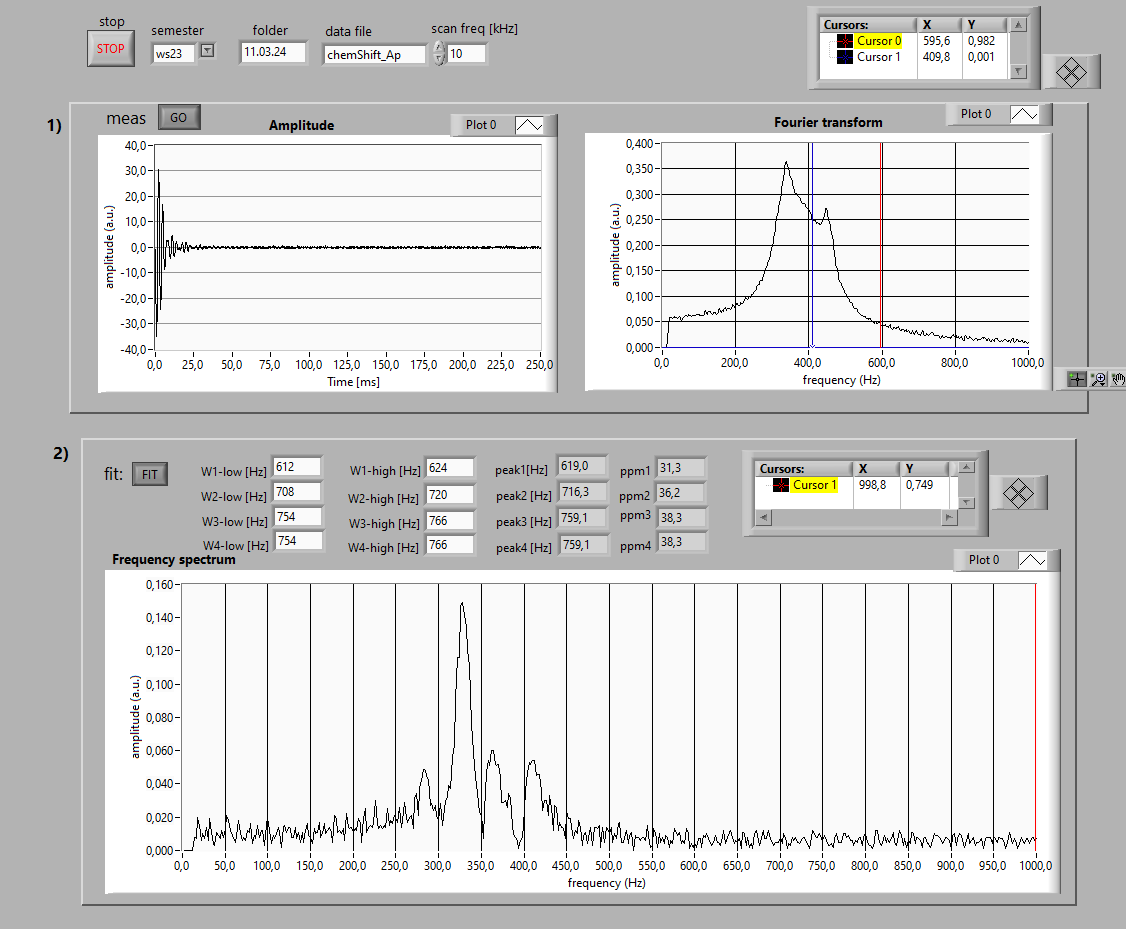 stop
STOP
semester
ws23
folder
11.03.24
data file
chemShift_Ap
scan freq [kHz]
10
Cursors: X Y
Cursor 0 595,6 0,982
Cursor 1 409,8 0,001
1)
meas GO
Amplitude
Plot 0
40,0
30,0
20,0
10,0
0,0
-10,0
-20,0
-30,0
-40,0
amplitude (a.u.)
0,0 25,0 50,0 75,0 100,0 125,0 150,0 175,0 200,0 225,0 250,0
Time [ms]
Fourier transform
Plot 0
0,400
0,350
0,300
0,250
0,200
0,150
0,100
0,050
0,000
amplitude (a.u.)
0,0 200,0 400,0 600,0 800,0 1000,0
frequency (Hz)
2)
fit: FIT
W1-low [Hz] 612 W1-high [Hz] 624 peak1[Hz] 619,0 ppm1 31,3
W2-low [Hz] 708 W2-high [Hz] 720 peak2 [Hz] 716,3 ppm2 36,2
W3-low [Hz] 754 W3-high [Hz] 766 peak3 [Hz] 759,1 ppm3 38,3
W4-low [Hz] 754 W4-high [Hz] 766 peak4 [Hz] 759,1 ppm4 38,3
Cursors: X Y
Cursor 1 998,8 0,749
Frequency spectrum
Plot 0
0,160
0,140
0,120
0,100
0,080
0,060
0,040
0,020
0,000
amplitude (a.u.)
0,0 50,0 100,0 150,0 200,0 250,0 300,0 350,0 400,0 450,0 500,0 550,0 600,0 650,0 700,0 750,0 800,0 850,0 900,0 950,0 1000,0
frequency (Hz)